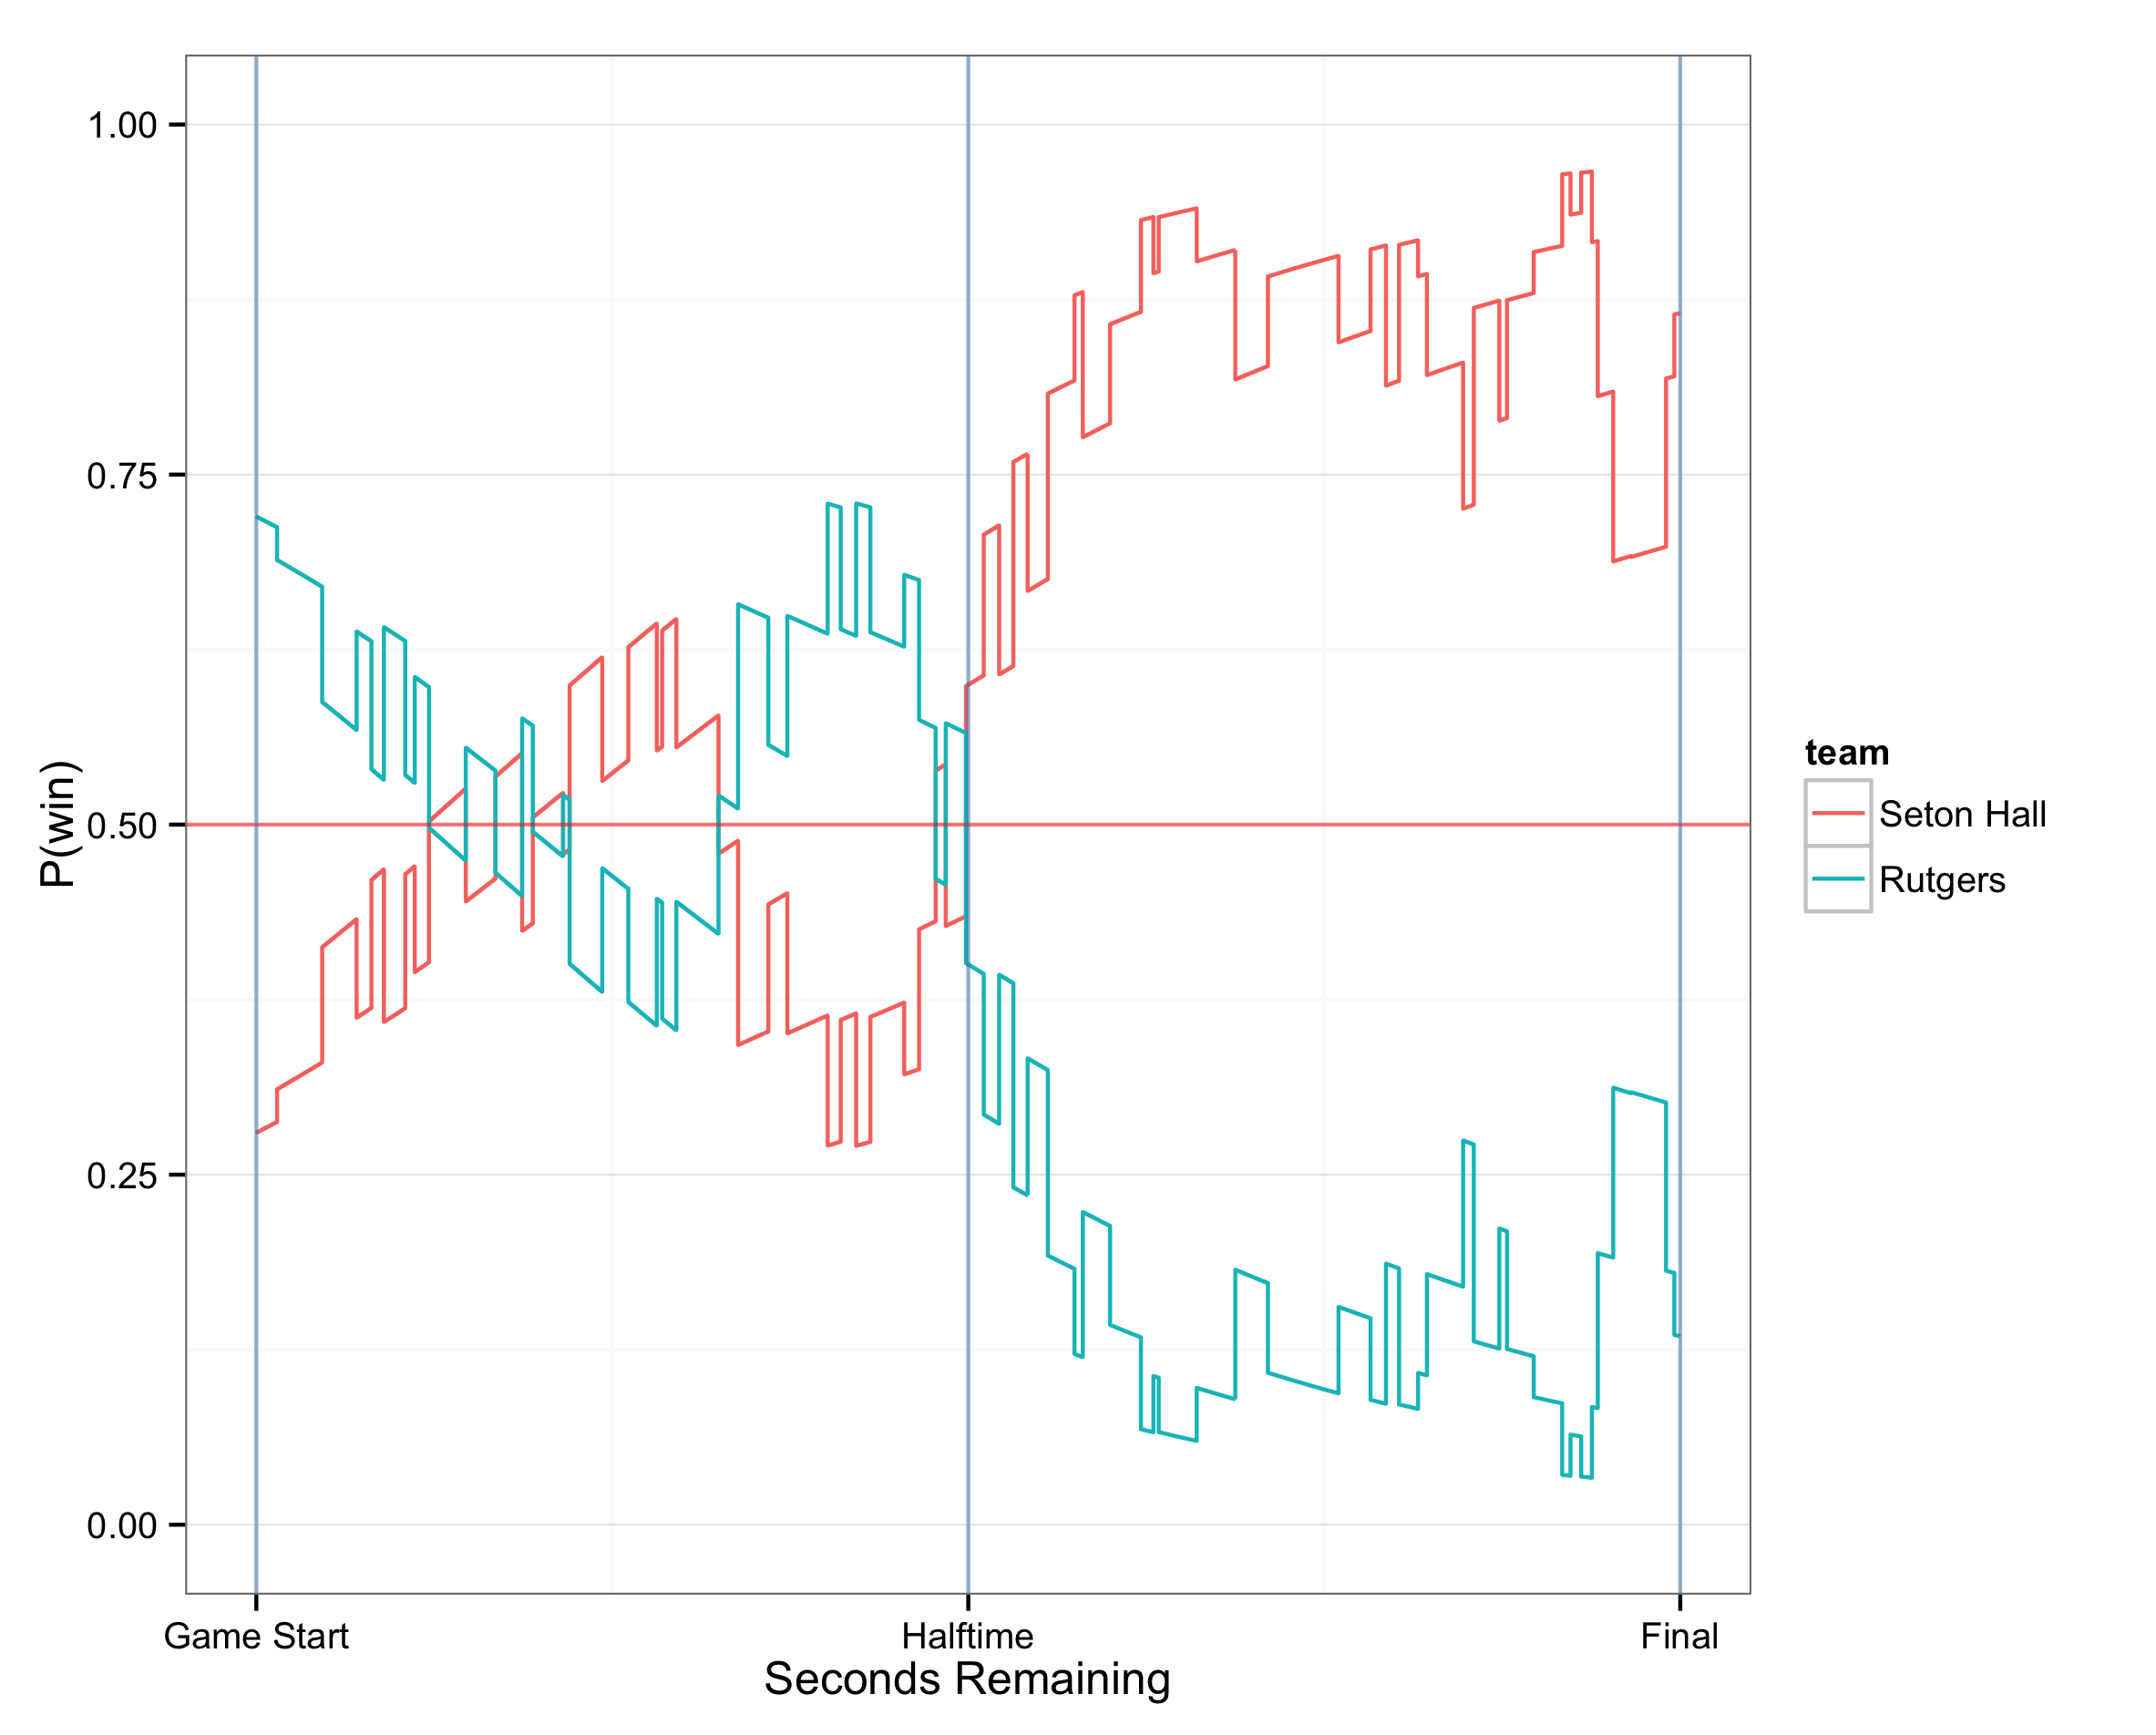 P(win)
1.00
0.75
0.50
0.25
0.00
Game Start
Halftime
Final
Seconds Remaining
team
Seton Hall
Rutgers